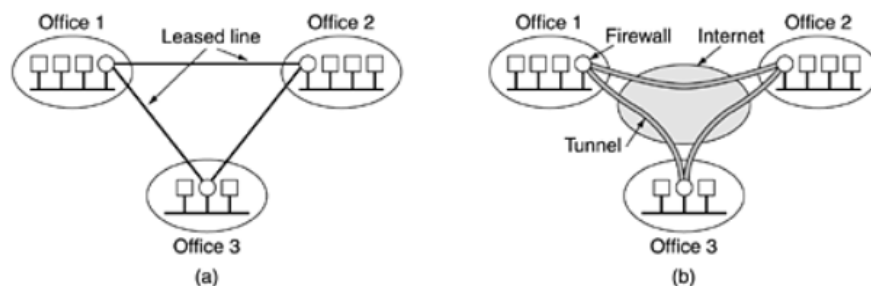 Office 1
Leased line
Office 2
Office 3
(a)
Office 1
Firewall
Internet
Office 2
Tunnel
Office 3
(b)